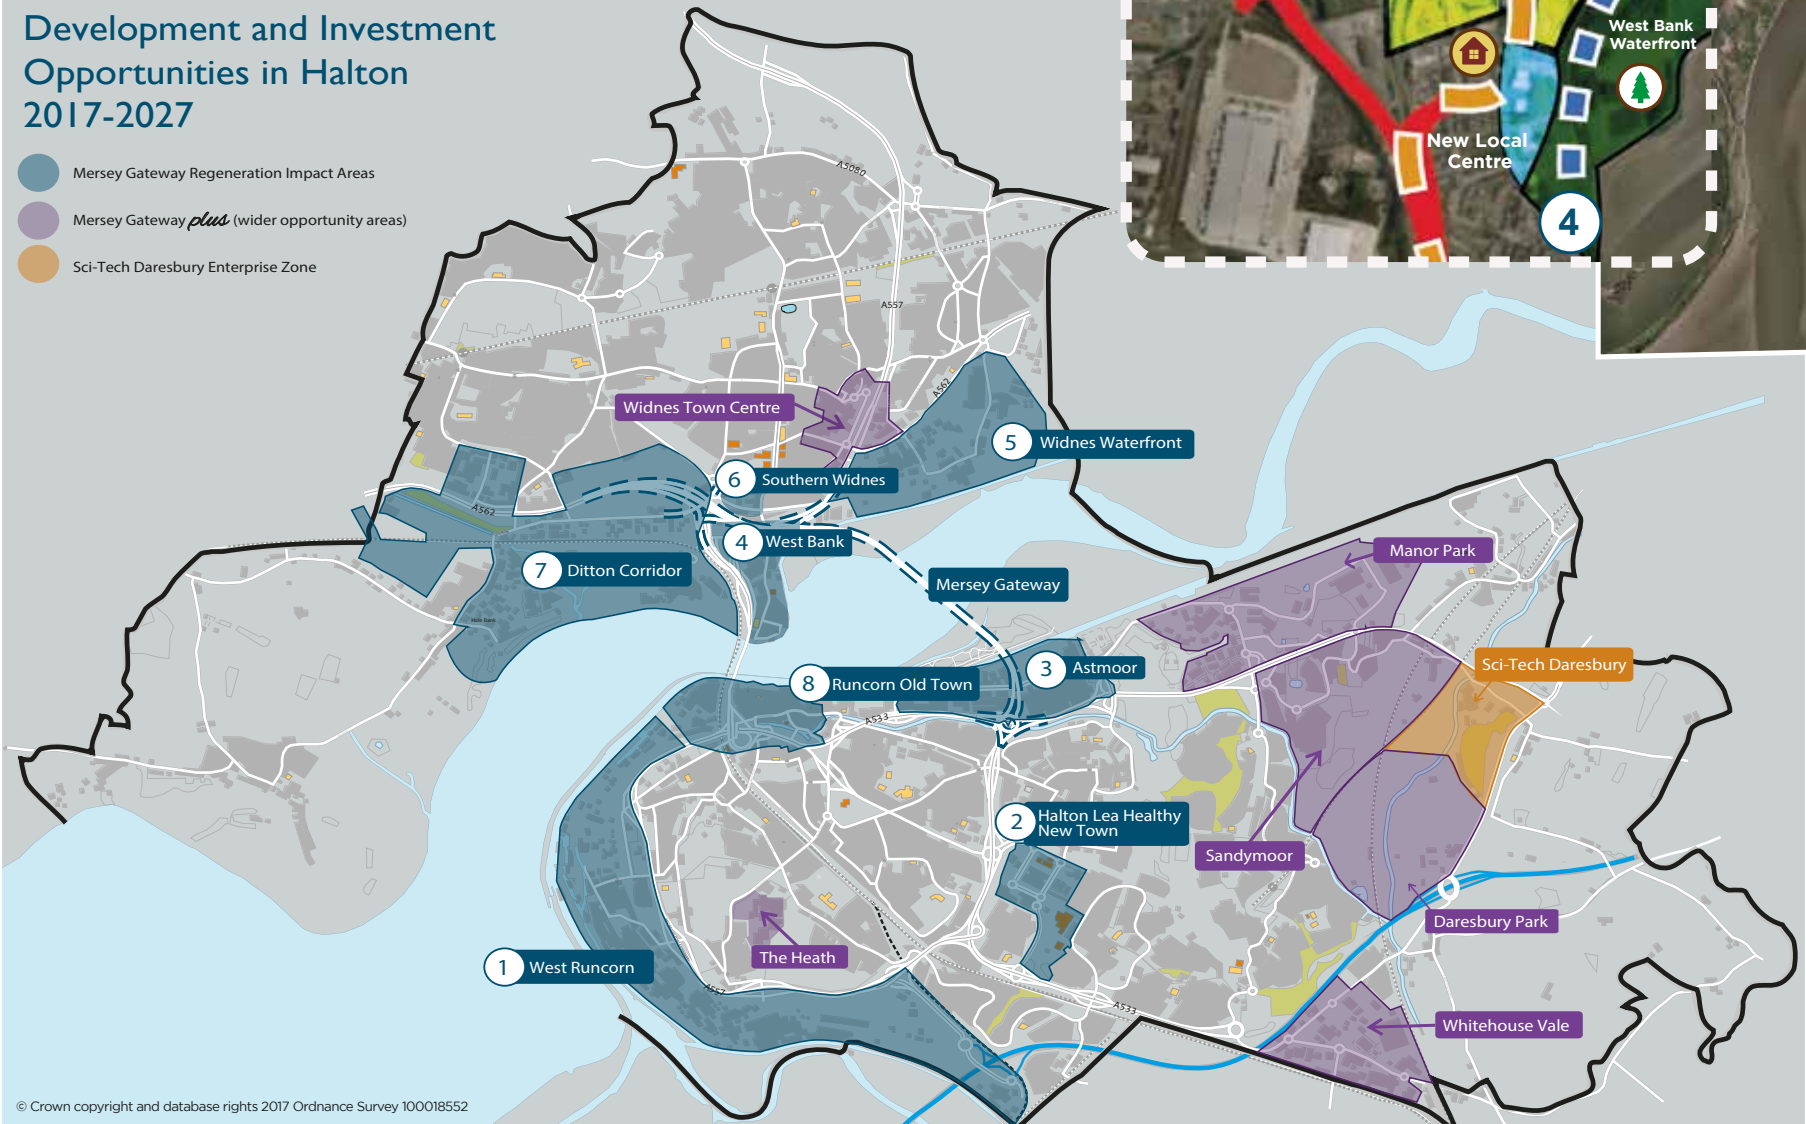 Development and Investment
Opportunities in Halton
2017-2027
Mersey Gateway Regeneration Impact Areas
Mersey Gateway plus (wider opportunity areas)
Sci-Tech Daresbury Enterprise Zone
West Bank
Waterfront
New Local
Centre
4
A5080
A557
A562
Widnes Town Centre
5 Widnes Waterfront
6 Southern Widnes
A562
4 West Bank
7 Ditton Corridor
Mersey Gateway
Manor Park
Hale Bank
3 Astmoor
Sci-Tech Daresbury
8 Runcorn Old Town
A533
2 Halton Lea Healthy
New Town
Sandymoor
Daresbury Park
The Heath
1 West Runcorn
A557
A533
Whitehouse Vale
© Crown copyright and database rights 2017 Ordnance Survey 100018552